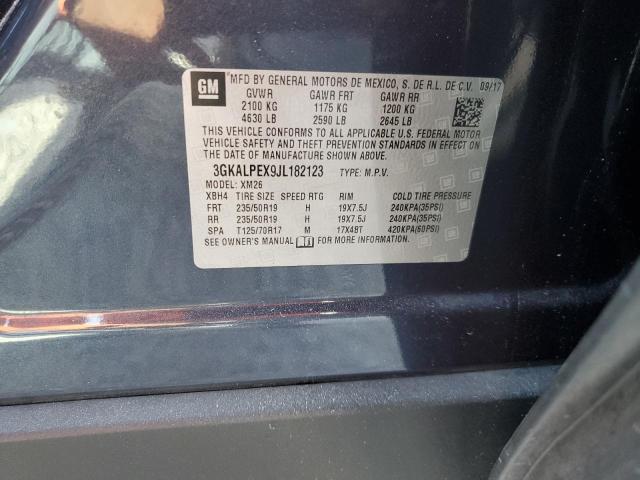 GM
MFD BY GENERAL MOTORS DE MEXICO, S. DE R.L. DE C.V. 09/17
GVWR GAWR FRT GAWR RR
2100 KG 1175 KG 1200 KG
4630 LB 2590 LB 2645 LB
THIS VEHICLE CONFORMS TO ALL APPLICABLE U.S. FEDERAL MOTOR
VEHICLE SAFETY AND THEFT PREVENTION STANDARDS IN EFFECT ON THE
DATE OF MANUFACTURE SHOWN ABOVE.
3GKALPEX9JL182123 TYPE: M.P.V.
MODEL: XM26
XBH4 TIRE SIZE SPEED RTG RIM COLD TIRE PRESSURE
FRT 235/50R19 H 19X7.5J 240KPA(35PSI)
RR 235/50R19 H 19X7.5J 240KPA(35PSI)
SPA T125/70R17 M 17X4BT 420KPA(60PSI)
SEE OWNER'S MANUAL FOR MORE INFORMATION.